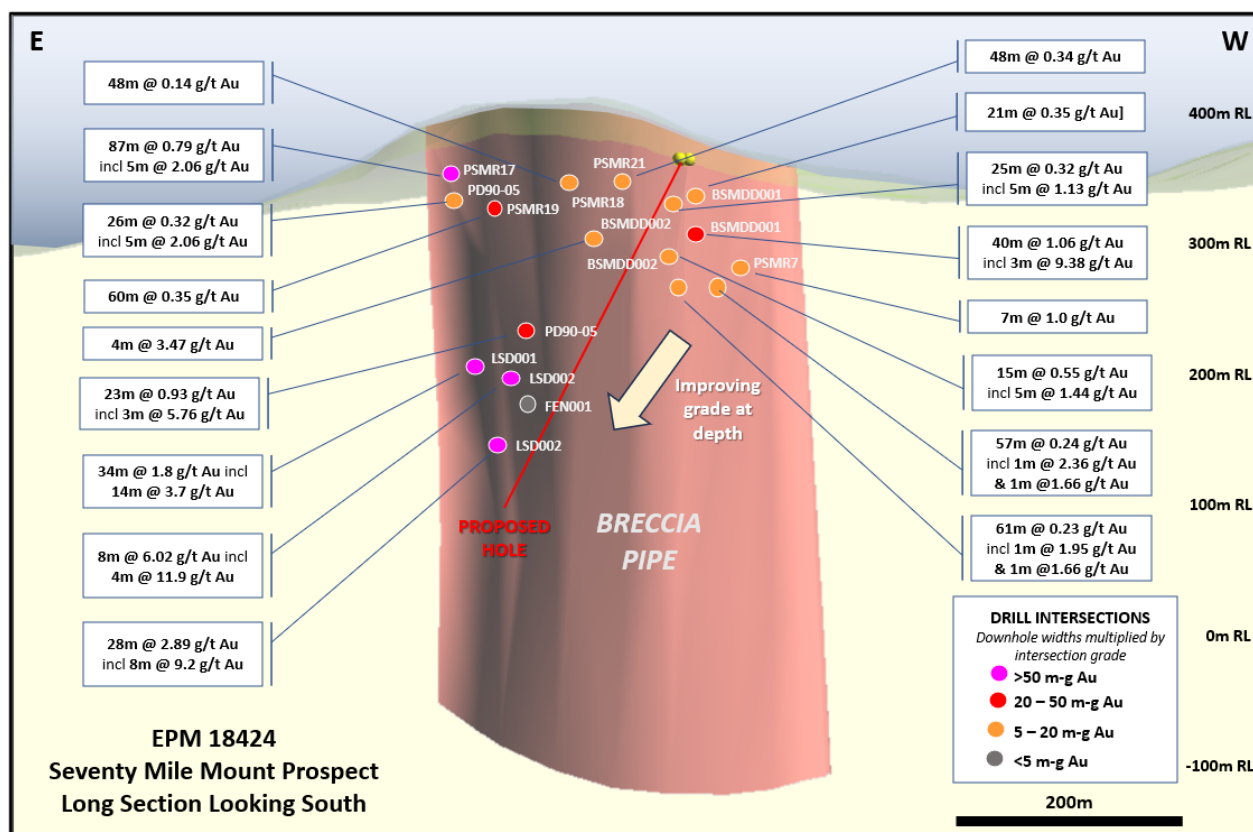 E
W
48m @ 0.14 g/t Au
87m @ 0.79 g/t Au
incl 5m @ 2.06 g/t Au
26m @ 0.32 g/t Au
incl 5m @ 2.06 g/t Au
60m @ 0.35 g/t Au
4m @ 3.47 g/t Au
23m @ 0.93 g/t Au
incl 3m @ 5.76 g/t Au
34m @ 1.8 g/t Au incl
14m @ 3.7 g/t Au
8m @ 6.02 g/t Au incl
4m @ 11.9 g/t Au
28m @ 2.89 g/t Au
incl 8m @ 9.2 g/t Au
PSMR17
PD90-05
PSMR19
PSMR18
PSMR21
BSMDD001
BSMDD002
BSMDD001
BSMDD002
PSMR7
PD90-05
LSD001
LSD002
FEN001
LSD002
Improving
grade at
depth
PROPOSED
HOLE
BRECCIA
PIPE
48m @ 0.34 g/t Au
21m @ 0.35 g/t Au]
25m @ 0.32 g/t Au
incl 5m @ 1.13 g/t Au
40m @ 1.06 g/t Au
incl 3m @ 9.38 g/t Au
7m @ 1.0 g/t Au
15m @ 0.55 g/t Au
incl 5m @ 1.44 g/t Au
57m @ 0.24 g/t Au
incl 1m @ 2.36 g/t Au
& 1m @1.66 g/t Au
61m @ 0.23 g/t Au
incl 1m @ 1.95 g/t Au
& 1m @1.66 g/t Au
400m RL
300m RL
200m RL
100m RL
0m RL
-100m RL
DRILL INTERSECTIONS
Downhole widths multiplied by
intersection grade
>50 m-g Au
20 – 50 m-g Au
5 – 20 m-g Au
<5 m-g Au
200m
EPM 18424
Seventy Mile Mount Prospect
Long Section Looking South